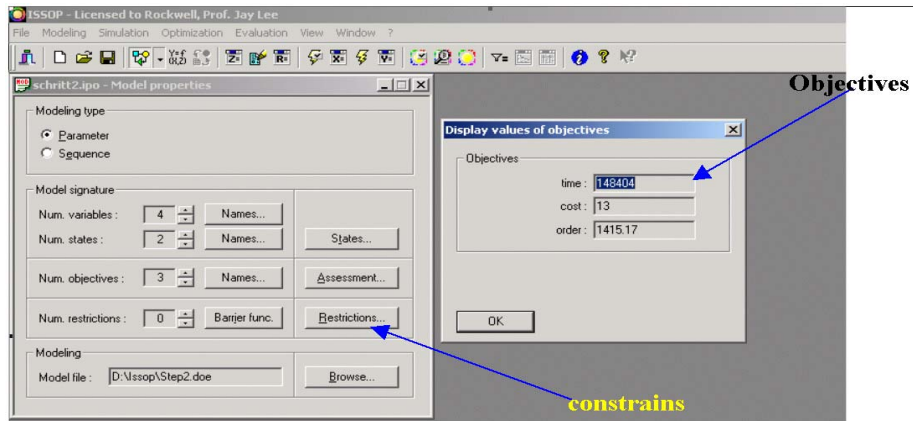 ISSOP - Licensed to Rockwell, Prof. Jay Lee
File Modeling Simulation Optimization Evaluation View Window ?
schritt2.ipo - Model properties
Modeling type
Parameter
Sequence
Model signature
Num. variables : 4 Names...
Num. states : 2 Names... States...
Num. objectives : 3 Names... Assessment...
Num. restrictions : 0 Barrier func. Restrictions...
Modeling
Model file : D:\Issop\Step2.doe Browse...
Objectives
Display values of objectives
Objectives
time : 148404
cost : 13
order : 1415.17
OK
constrains